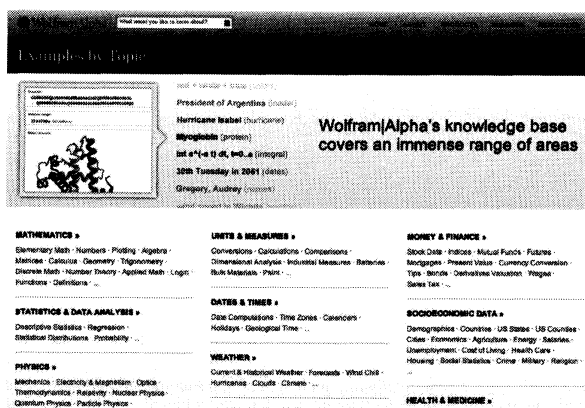 What would you like to know about?
Examples by Topic
President of Argentina (leader)
Hurricane Isabel (hurricane)
Myoglobin (protein)
int e^(-s t) dt, t=0..a (integral)
30th Tuesday in 2061 (dates)
Gregory, Audrey (names)
Wolfram|Alpha's knowledge base
covers an immense range of areas
MATHEMATICS »
Elementary Math · Numbers · Plotting · Algebra ·
Matrices · Calculus · Geometry · Trigonometry ·
Discrete Math · Number Theory · Applied Math · Logic ·
Functions · Definitions · ...
STATISTICS & DATA ANALYSIS »
Descriptive Statistics · Regression ·
Statistical Distributions · Probability · ...
PHYSICS »
Mechanics · Electricity & Magnetism · Optics ·
Thermodynamics · Relativity · Nuclear Physics ·
Quantum Physics · Particle Physics ·
UNITS & MEASURES »
Conversions · Calculations · Comparisons ·
Dimensional Analysis · Industrial Measures · Batteries ·
Bulk Materials · Paint · ...
DATES & TIMES »
Date Computations · Time Zones · Calendars ·
Holidays · Geological Time · ...
WEATHER »
Current & Historical Weather · Forecasts · Wind Chill ·
Hurricanes · Clouds · Climate · ...
MONEY & FINANCE »
Stock Data · Indices · Mutual Funds · Futures ·
Mortgages · Present Value · Currency Conversion ·
Tips · Bonds · Derivatives Valuation · Wages ·
Sales Tax · ...
SOCIOECONOMIC DATA »
Demographics · Countries · US States · US Counties ·
Cities · Economics · Agriculture · Energy · Salaries ·
Unemployment · Cost of Living · Health Care ·
Housing · Social Statistics · Crime · Military · Religion ·
...
HEALTH & MEDICINE »